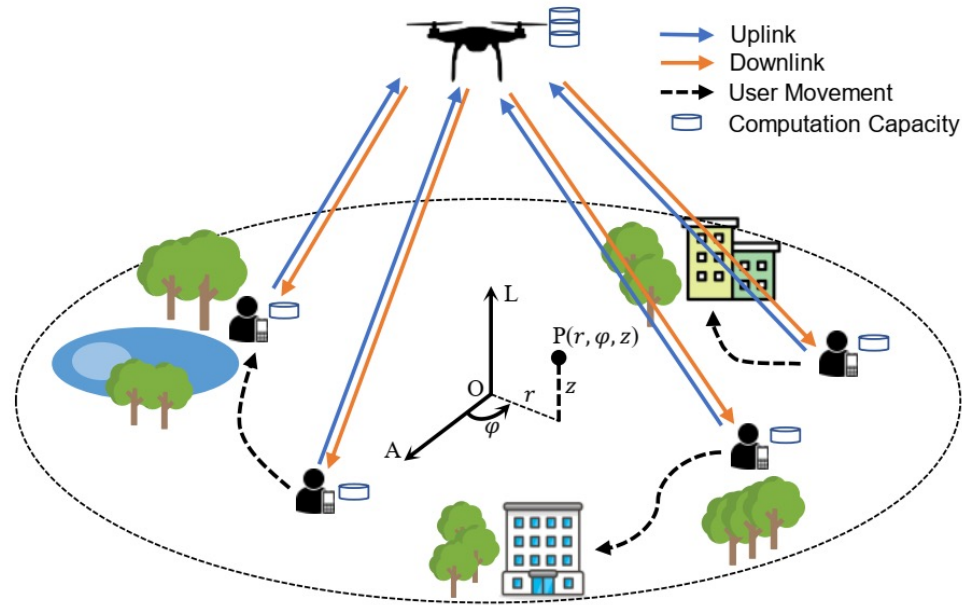 Uplink
Downlink
User Movement
Computation Capacity
L
P(r, φ, z)
O
r
z
A
φ